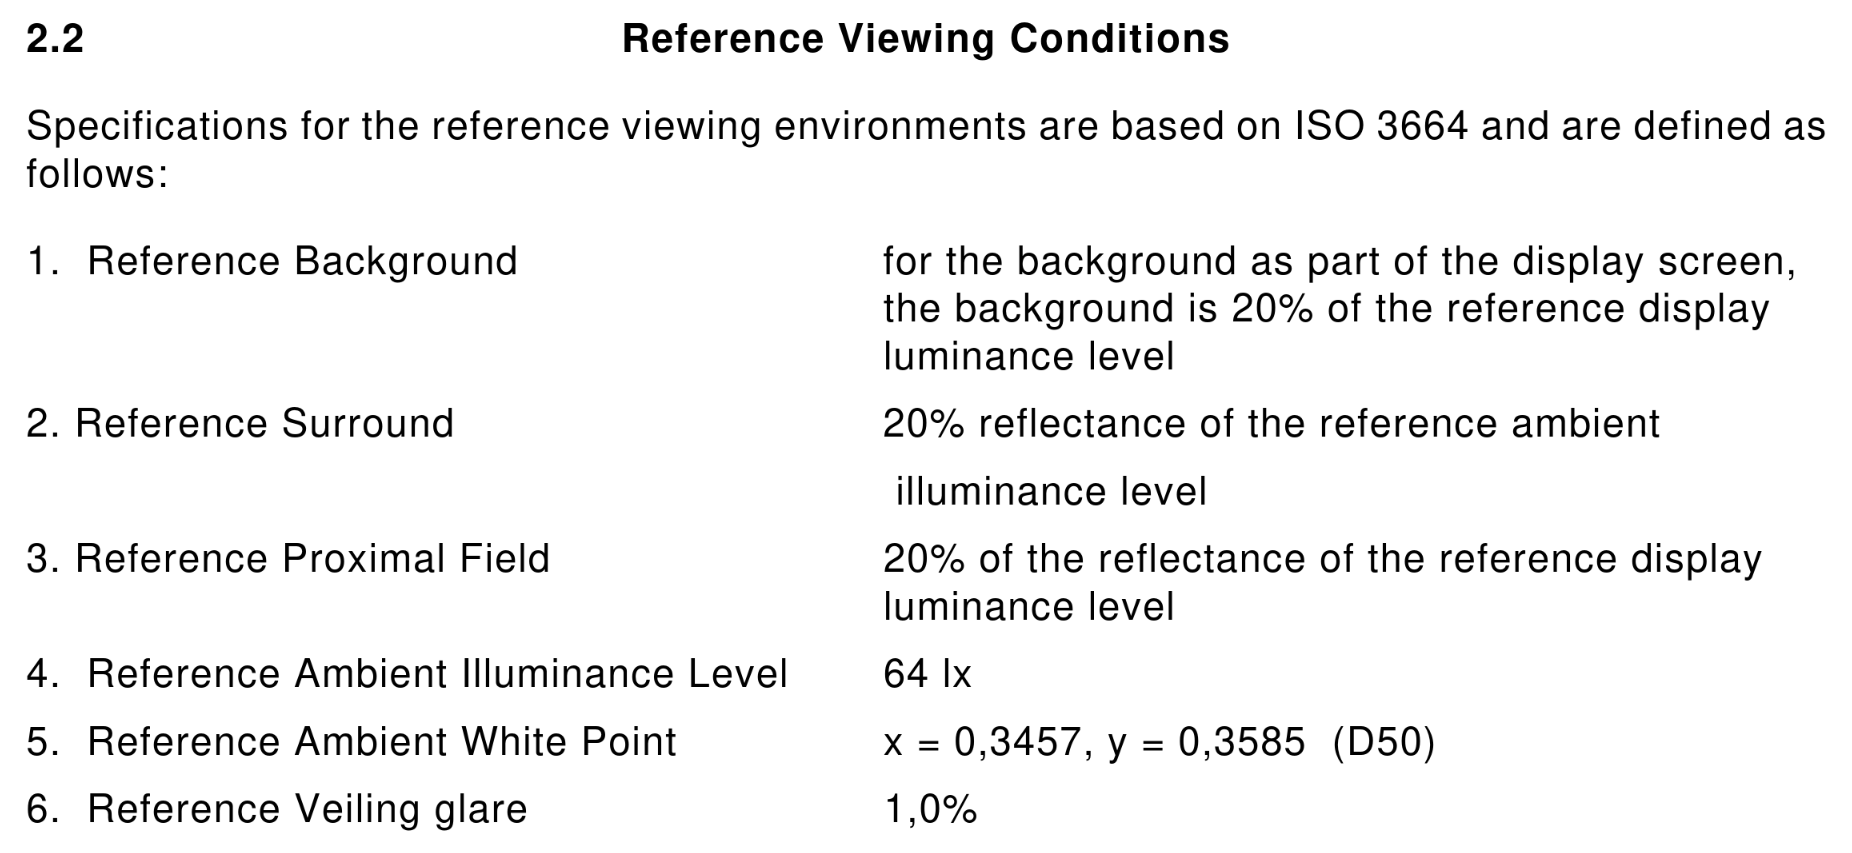 2.2 Reference Viewing Conditions
Specifications for the reference viewing environments are based on ISO 3664 and are defined as
follows:
1. Reference Background for the background as part of the display screen,
the background is 20% of the reference display
luminance level
2. Reference Surround 20% reflectance of the reference ambient
illuminance level
3. Reference Proximal Field 20% of the reflectance of the reference display
luminance level
4. Reference Ambient Illuminance Level 64 lx
5. Reference Ambient White Point x = 0,3457, y = 0,3585 (D50)
6. Reference Veiling glare 1,0%